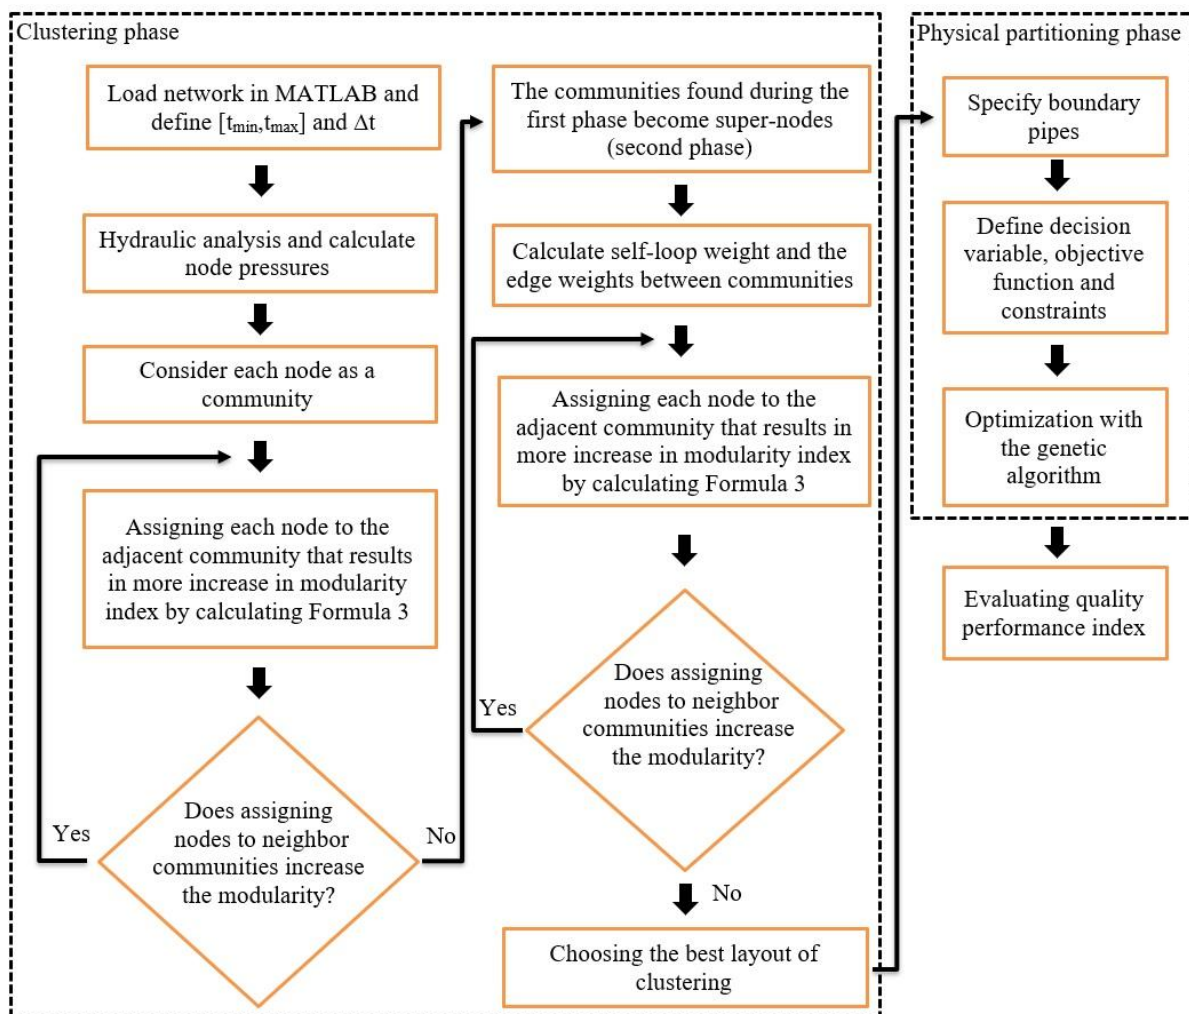 Clustering phase
Load network in MATLAB and
define [tmin,tmax] and Δt
Hydraulic analysis and calculate
node pressures
Consider each node as a
community
Assigning each node to the
adjacent community that results
in more increase in modularity
index by calculating Formula 3
Does assigning
nodes to neighbor
communities increase
the modularity?
Yes
No
The communities found during the
first phase become super-nodes
(second phase)
Calculate self-loop weight and the
edge weights between communities
Assigning each node to the
adjacent community that results in
more increase in modularity index
by calculating Formula 3
Does assigning
nodes to neighbor
communities increase
the modularity?
Yes
No
Choosing the best layout of
clustering
Physical partitioning phase
Specify boundary
pipes
Define decision
variable, objective
function and
constraints
Optimization with
the genetic
algorithm
Evaluating quality
performance index